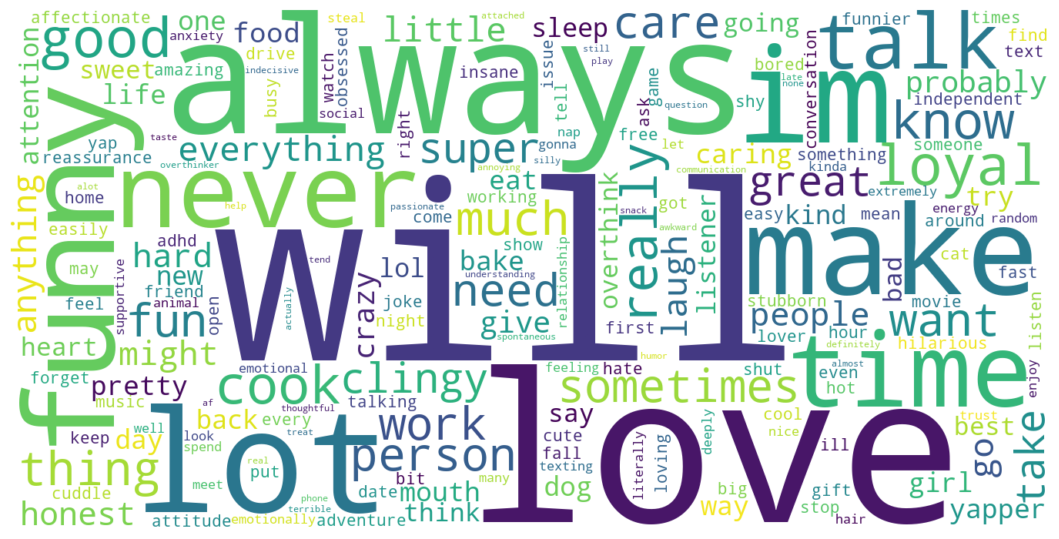 affectionate
steal
attached
little
sleep
care
going
funnier
times
good
one
anxiety
food
always
im
talk
find
text
drive
indecisive
still
play
late
none
question
bored
sweet
amazing
busy
obsessed
watch
social
insane
issue
tell
game
ask
shy
conversation
probably
independent
attention
life
yap
reassurance
taste
everything
right
super
nap
gonna
silly
free
let
know
someone
something
kinda
overthinker
annoying
communication
caring
loyal
anything
funny
alot
home
help
never
passionate
eat
working
come
will
much
snack
got
awkward
overthink
really
great
easy
kind
mean
extremely
try
energy
around
random
easily
adhd
hard
new
may
feel
friend
supportive
animal
open
tend
lol
crazy
joke
night
actually
understanding
show
bake
need
give
spontaneous
relationship
first
laugh
listener
make
stubborn
people
bad
movie
cat
fast
want
listen
lover
hour
hilarious
heart
fun
might
forget
pretty
emotional
cook
clingy
humor
feeling
hate
sometimes
shut
even
definitely
almost
hot
time
enjoy
music
af
thoughtful
talking
every
back
treat
work
say
cute
fall
literally
loving
deeply
cool
nice
ill
trust
best
go
take
keep
day
well
look
spend
real
lot
person
love
thing
talking
bit
many
texting
cuddle
meet
put
phone
terrible
date
mouth
dog
big
way
gift
stop
hair
girl
yapper
honest
attitude
emotionally
adventure
think